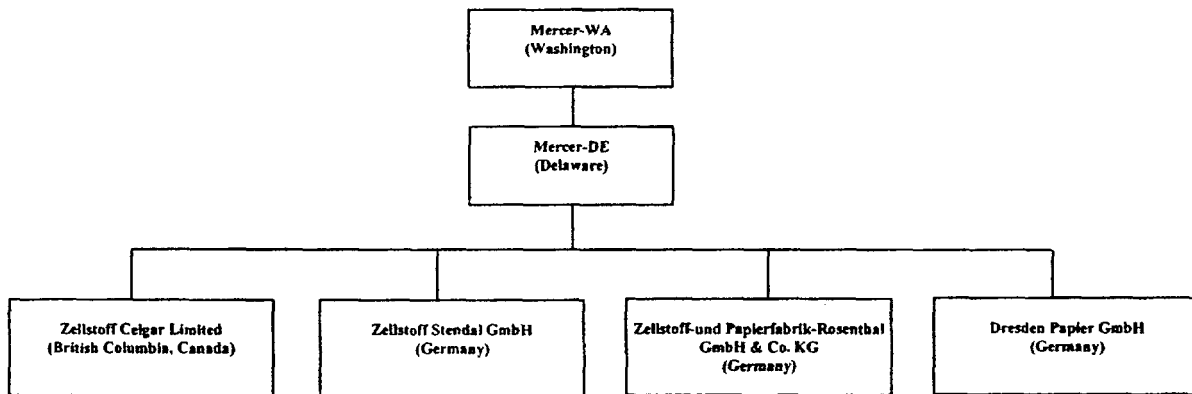 Mercer-WA
(Washington)
Mercer-DE
(Delaware)
Zellstoff Celgar Limited
(British Columbia, Canada)
Zellstoff Stendal GmbH
(Germany)
Zellstoff-und Papierfabrik-Rosenthal
GmbH & Co. KG
(Germany)
Dresden Papier GmbH
(Germany)